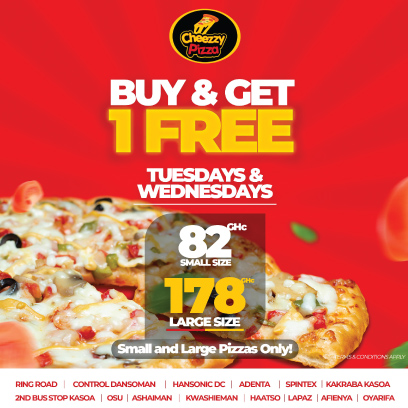 Cheezzy
Pizza
BUY & GET
1 FREE
TUESDAYS &
WEDNESDAYS
82 GHc
SMALL SIZE
178 GHc
LARGE SIZE
Small and Large Pizzas Only!
& CONDITIONS APPLY
RING ROAD | CONTROL DANSOMAN | HANSONIC DC | ADENTA | SPINTEX | KAKRABA KASOA
2ND BUS STOP KASOA | OSU | ASHAIMAN | KWASHIEMAN | HAATSO | LAPAZ | AFIENYA | OYARIFA